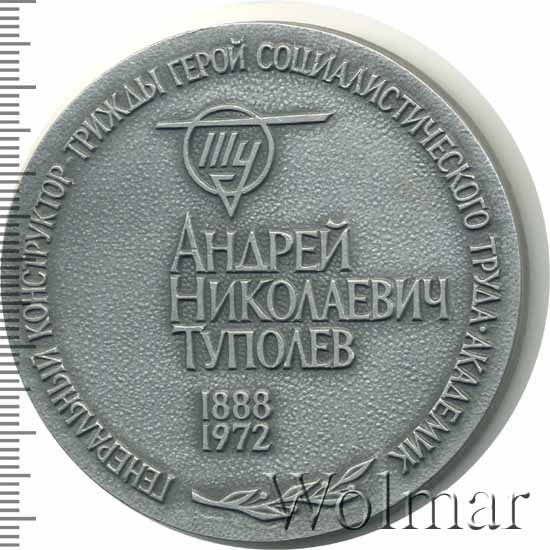 ГЕНЕРАЛЬНЫЙ КОНСТРУКТОР · ТРИЖДЫ ГЕРОЙ СОЦИАЛИСТИЧЕСКОГО ТРУДА · АКАДЕМИК
ТУ
АНДРЕЙ
НИКОЛАЕВИЧ
ТУПОЛЕВ
1888
1972
Wolmar